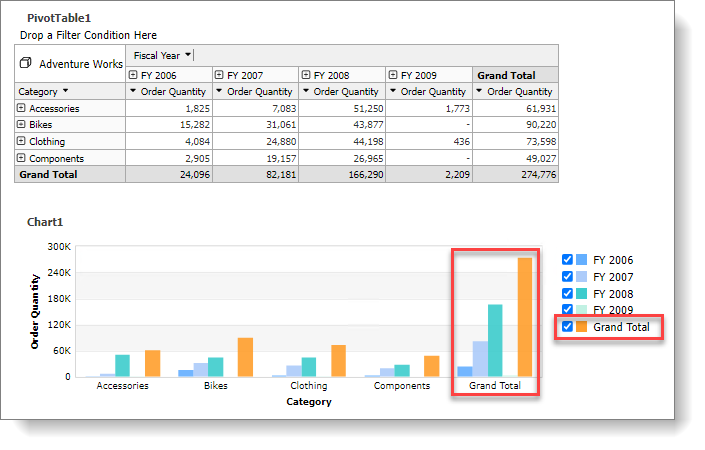 PivotTable1
Drop a Filter Condition Here
Adventure Works Fiscal Year
FY 2006 FY 2007 FY 2008 FY 2009 Grand Total
Category Order Quantity Order Quantity Order Quantity Order Quantity Order Quantity
Accessories 1,825 7,083 51,250 1,773 61,931
Bikes 15,282 31,061 43,877 - 90,220
Clothing 4,084 24,880 44,198 436 73,598
Components 2,905 19,157 26,965 - 49,027
Grand Total 24,096 82,181 166,290 2,209 274,776
Chart1
300K
240K
180K
120K
60K
0
Order Quantity
Accessories Bikes Clothing Components Grand Total
Category
FY 2006
FY 2007
FY 2008
FY 2009
Grand Total